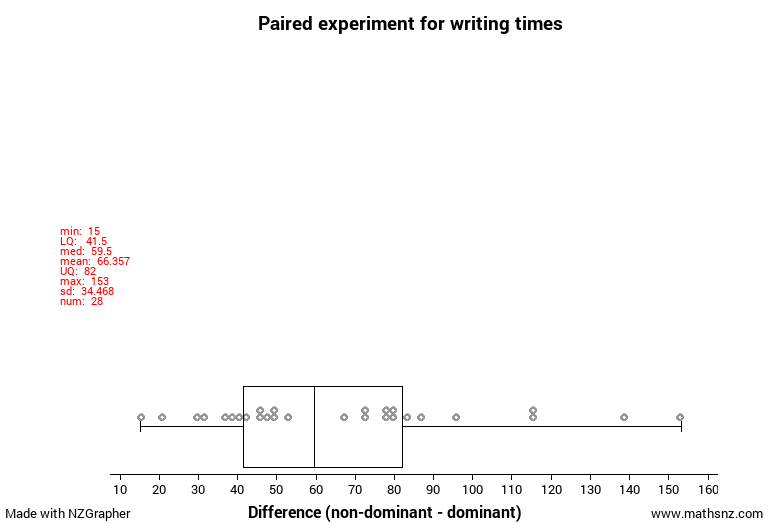 Paired experiment for writing times
min: 15
LQ: 41.5
med: 59.5
mean: 66.357
UQ: 82
max: 153
sd: 34.468
num: 28
10 20 30 40 50 60 70 80 90 100 110 120 130 140 150 160
Made with NZGrapher Difference (non-dominant - dominant) www.mathsnz.com